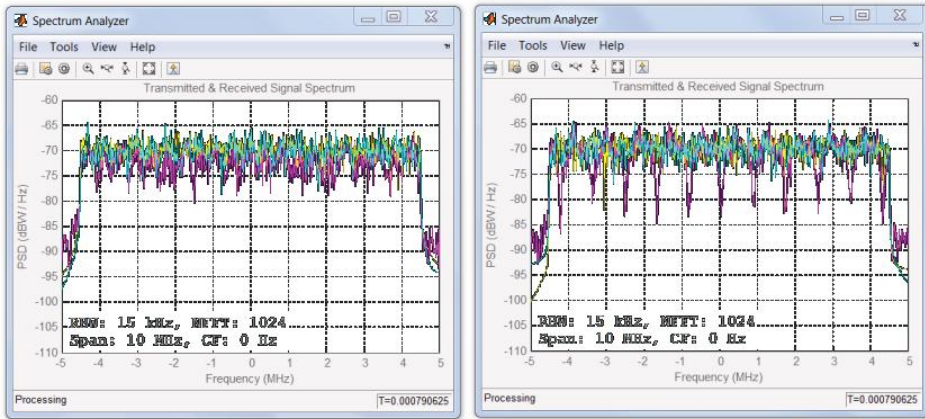 Spectrum Analyzer
File Tools View Help
Transmitted & Received Signal Spectrum
-60
-65
-70
-75
-80
-85
-90
-95
-100
-105
-110
PSD (dBW / Hz)
RBW: 15 kHz, NFFT: 1024
Span: 10 MHz, CF: 0 Hz
-5 -4 -3 -2 -1 0 1 2 3 4 5
Frequency (MHz)
Processing T=0.000790625
Spectrum Analyzer
File Tools View Help
Transmitted & Received Signal Spectrum
-60
-65
-70
-75
-80
-85
-90
-95
-100
-105
-110
PSD (dBW / Hz)
RBW: 15 kHz, NFFT: 1024
Span: 10 MHz, CF: 0 Hz
-5 -4 -3 -2 -1 0 1 2 3 4 5
Frequency (MHz)
Processing T=0.000790625